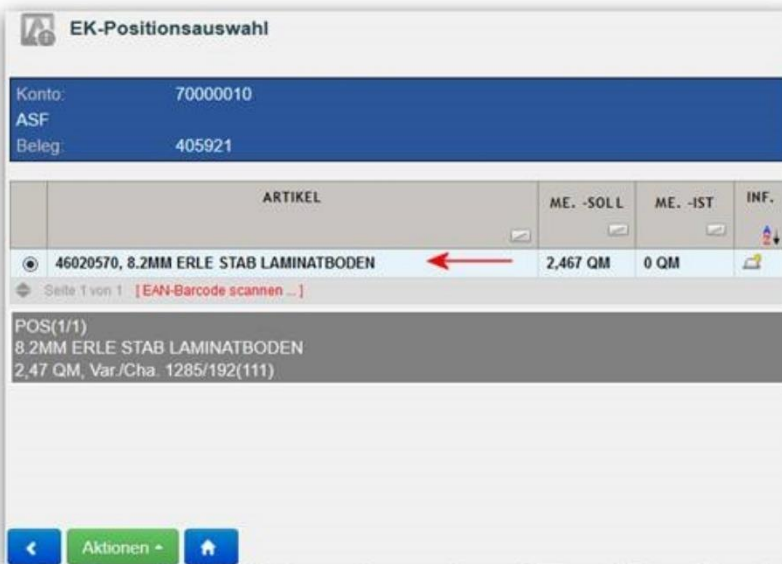 EK-Positionsauswahl
Konto: 70000010
ASF
Beleg: 405921
ARTIKEL ME. -SOLL ME. -IST INF.
46020570, 8.2MM ERLE STAB LAMINATBODEN 2,467 QM 0 QM
Seite 1 von 1 [ EAN-Barcode scannen ... ]
POS(1/1)
8.2MM ERLE STAB LAMINATBODEN
2,47 QM, Var./Cha. 1285/192(111)
Aktionen